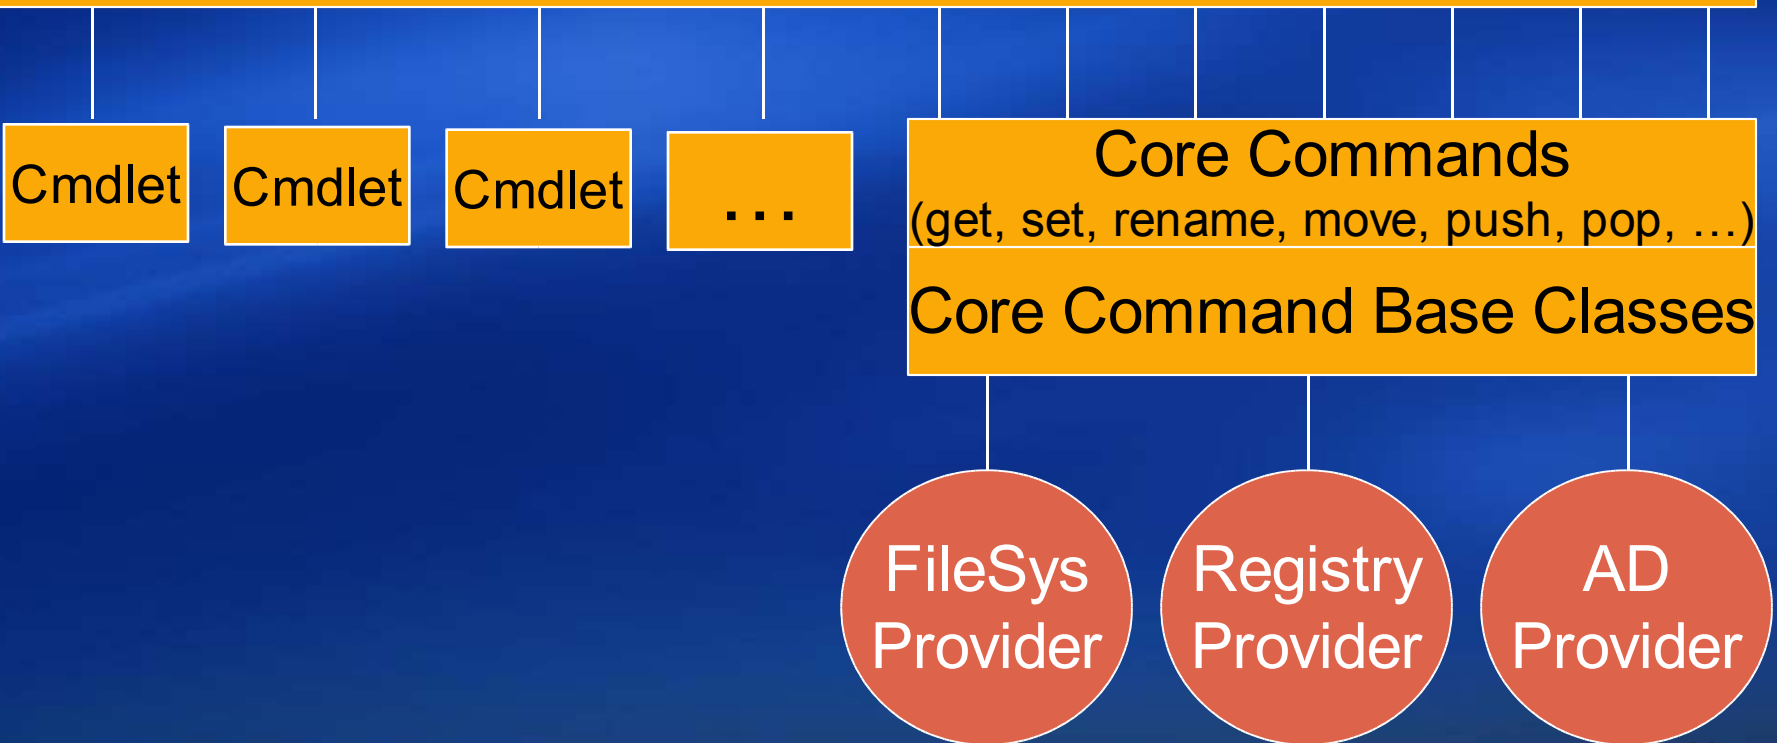 Cmdlet
Cmdlet
Cmdlet
...
Core Commands
(get, set, rename, move, push, pop, …)
Core Command Base Classes
FileSys
Provider
Registry
Provider
AD
Provider